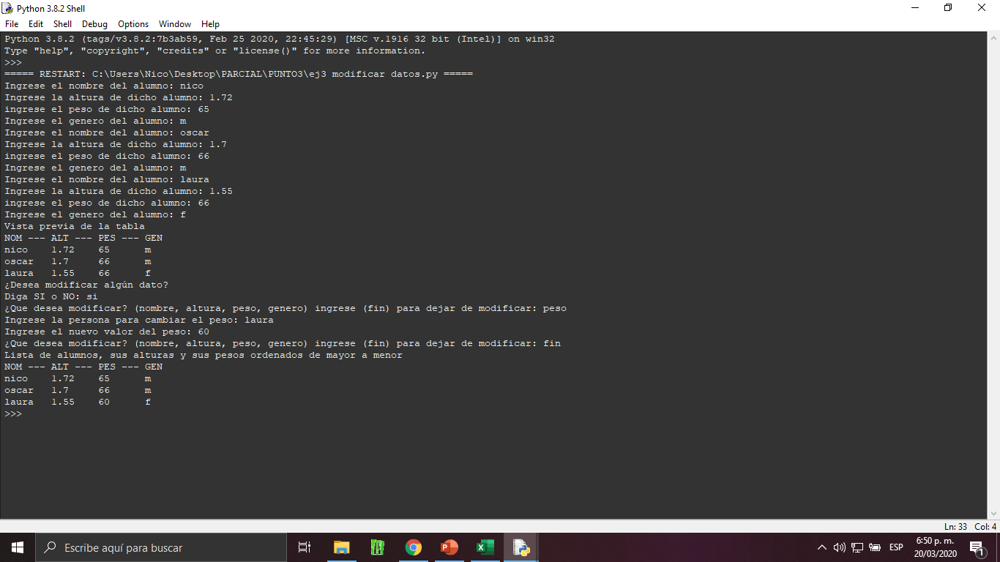 Python 3.8.2 Shell
File Edit Shell Debug Options Window Help
Python 3.8.2 (tags/v3.8.2:7b3ab59, Feb 25 2020, 22:45:29) [MSC v.1916 32 bit (Intel)] on win32
Type "help", "copyright", "credits" or "license()" for more information.
>>>
===== RESTART: C:\Users\Nico\Desktop\PARCIAL\PUNTO3\ej3 modificar datos.py =====
Ingrese el nombre del alumno: nico
Ingrese la altura de dicho alumno: 1.72
ingrese el peso de dicho alumno: 65
Ingrese el genero del alumno: m
Ingrese el nombre del alumno: oscar
Ingrese la altura de dicho alumno: 1.7
ingrese el peso de dicho alumno: 66
Ingrese el genero del alumno: m
Ingrese el nombre del alumno: laura
Ingrese la altura de dicho alumno: 1.55
ingrese el peso de dicho alumno: 66
Ingrese el genero del alumno: f
Vista previa de la tabla
NOM --- ALT --- PES --- GEN
nico    1.72    65      m
oscar   1.7     66      m
laura   1.55    66      f
¿Desea modificar algún dato?
Diga SI o NO: si
¿Que desea modificar? (nombre, altura, peso, genero) ingrese (fin) para dejar de modificar: peso
Ingrese la persona para cambiar el peso: laura
Ingrese el nuevo valor del peso: 60
¿Que desea modificar? (nombre, altura, peso, genero) ingrese (fin) para dejar de modificar: fin
Lista de alumnos, sus alturas y sus pesos ordenados de mayor a menor
NOM --- ALT --- PES --- GEN
nico    1.72    65      m
oscar   1.7     66      m
laura   1.55    60      f
>>>
Ln: 33 Col: 4
Escribe aquí para buscar
ESP
6:50 p. m.
20/03/2020
1